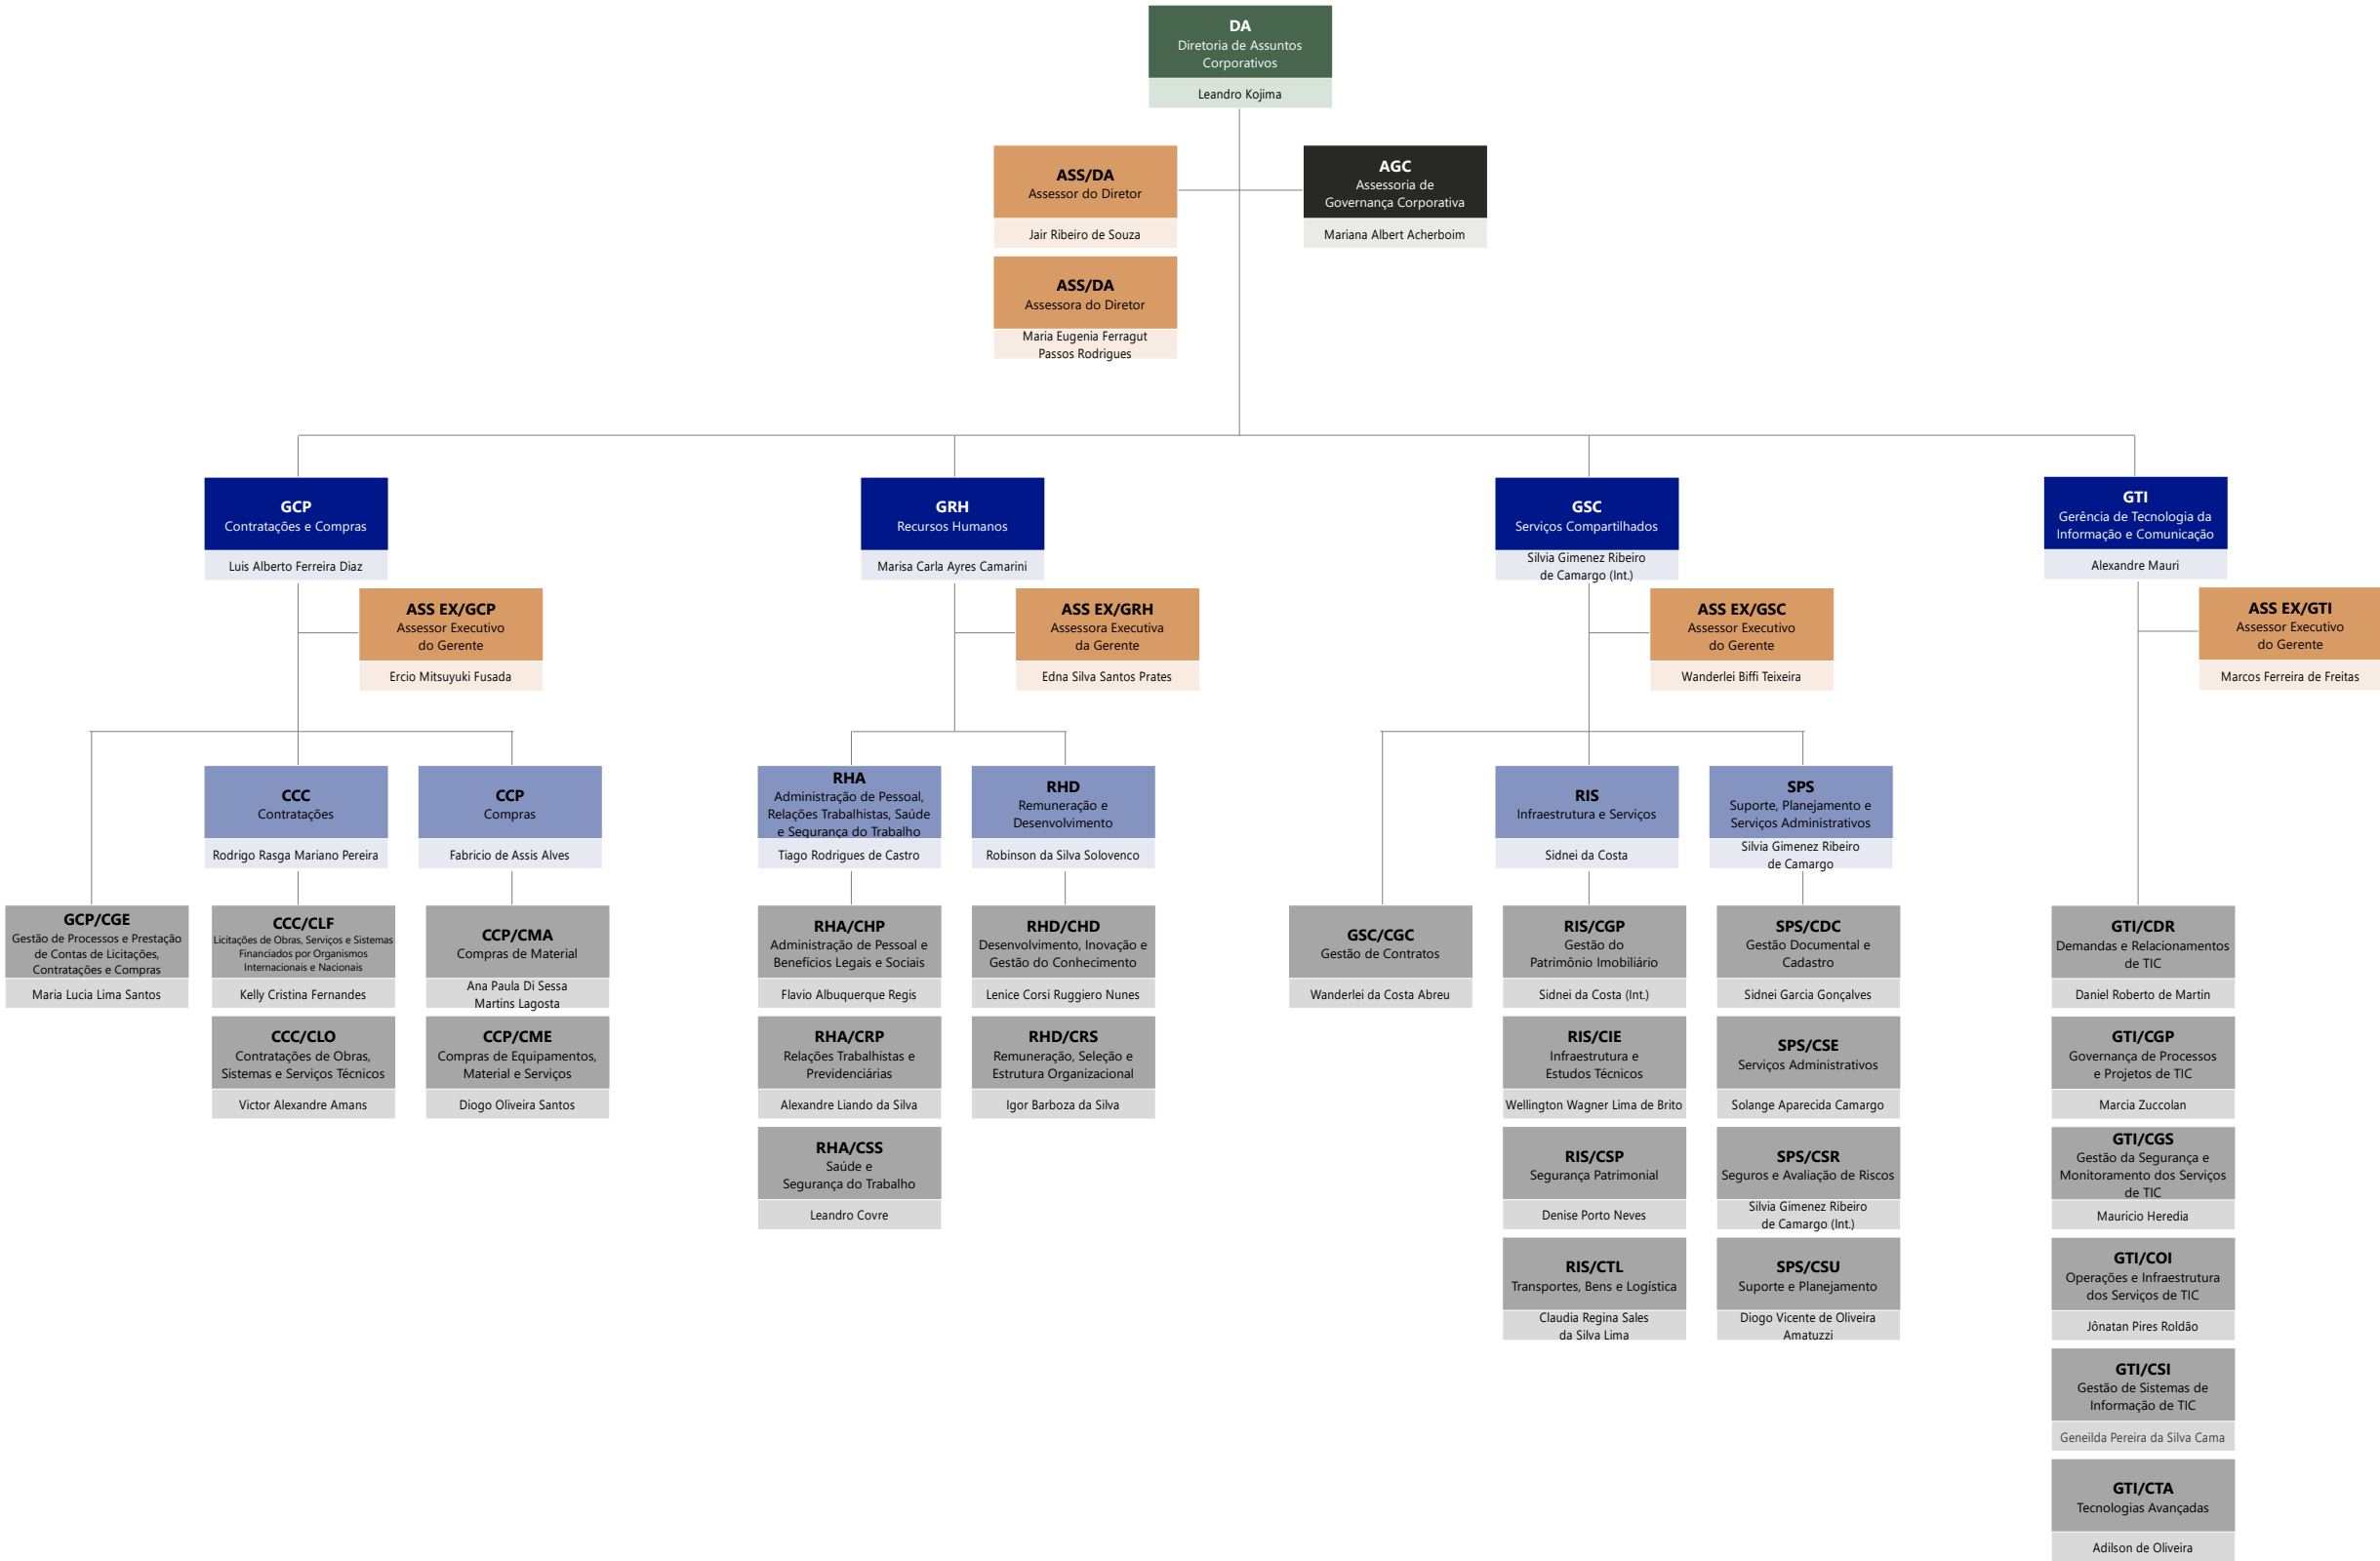 DA
Diretoria de Assuntos
Corporativos
Leandro Kojima
ASS/DA
Assessor do Diretor
Jair Ribeiro de Souza
AGC
Assessoria de
Governança Corporativa
Mariana Albert Acherboim
ASS/DA
Assessora do Diretor
Maria Eugenia Ferragut
Passos Rodrigues
GCP
Contratações e Compras
Luis Alberto Ferreira Diaz
GRH
Recursos Humanos
Marisa Carla Ayres Camarini
GSC
Serviços Compartilhados
Silvia Gimenez Ribeiro
de Camargo (Int.)
GTI
Gerência de Tecnologia da
Informação e Comunicação
Alexandre Mauri
ASS EX/GCP
Assessor Executivo
do Gerente
Ercio Mitsuyuki Fusada
ASS EX/GRH
Assessora Executiva
da Gerente
Edna Silva Santos Prates
ASS EX/GSC
Assessor Executivo
do Gerente
Wanderlei Biffi Teixeira
ASS EX/GTI
Assessor Executivo
do Gerente
Marcos Ferreira de Freitas
CCC
Contratações
Rodrigo Rasga Mariano Pereira
CCP
Compras
Fabricio de Assis Alves
RHA
Administração de Pessoal,
Relações Trabalhistas, Saúde
e Segurança do Trabalho
Tiago Rodrigues de Castro
RHD
Remuneração e
Desenvolvimento
Robinson da Silva Solovenco
RIS
Infraestrutura e Serviços
Sidnei da Costa
SPS
Suporte, Planejamento e
Serviços Administrativos
Silvia Gimenez Ribeiro
de Camargo
GCP/CGE
Gestão de Processos e Prestação
de Contas de Licitações,
Contratações e Compras
Maria Lucia Lima Santos
CCC/CLF
Licitações de Obras, Serviços e Sistemas
Financiados por Organismos
Internacionais e Nacionais
Kelly Cristina Fernandes
CCP/CMA
Compras de Material
Ana Paula Di Sessa
Martins Lagosta
RHA/CHP
Administração de Pessoal e
Benefícios Legais e Sociais
Flavio Albuquerque Regis
RHD/CHD
Desenvolvimento, Inovação e
Gestão do Conhecimento
Lenice Corsi Ruggiero Nunes
GSC/CGC
Gestão de Contratos
Wanderlei da Costa Abreu
RIS/CGP
Gestão do
Patrimônio Imobiliário
Sidnei da Costa (Int.)
SPS/CDC
Gestão Documental e
Cadastro
Sidnei Garcia Gonçalves
GTI/CDR
Demandas e Relacionamentos
de TIC
Daniel Roberto de Martin
CCC/CLO
Contratações de Obras,
Sistemas e Serviços Técnicos
Victor Alexandre Amans
CCP/CME
Compras de Equipamentos,
Material e Serviços
Diogo Oliveira Santos
RHA/CRP
Relações Trabalhistas e
Previdenciárias
Alexandre Liando da Silva
RHD/CRS
Remuneração, Seleção e
Estrutura Organizacional
Igor Barboza da Silva
RIS/CIE
Infraestrutura e
Estudos Técnicos
Wellington Wagner Lima de Brito
SPS/CSE
Serviços Administrativos
Solange Aparecida Camargo
GTI/CGP
Governança de Processos
e Projetos de TIC
Marcia Zuccolan
RHA/CSS
Saúde e
Segurança do Trabalho
Leandro Covre
RIS/CSP
Segurança Patrimonial
Denise Porto Neves
SPS/CSR
Seguros e Avaliação de Riscos
Silvia Gimenez Ribeiro
de Camargo (Int.)
GTI/CGS
Gestão da Segurança e
Monitoramento dos Serviços
de TIC
Mauricio Heredia
RIS/CTL
Transportes, Bens e Logística
Claudia Regina Sales
da Silva Lima
SPS/CSU
Suporte e Planejamento
Diogo Vicente de Oliveira
Amatuzzi
GTI/COI
Operações e Infraestrutura
dos Serviços de TIC
Jônatan Pires Roldão
GTI/CSI
Gestão de Sistemas de
Informação de TIC
Geneilda Pereira da Silva Cama
GTI/CTA
Tecnologias Avançadas
Adilson de Oliveira